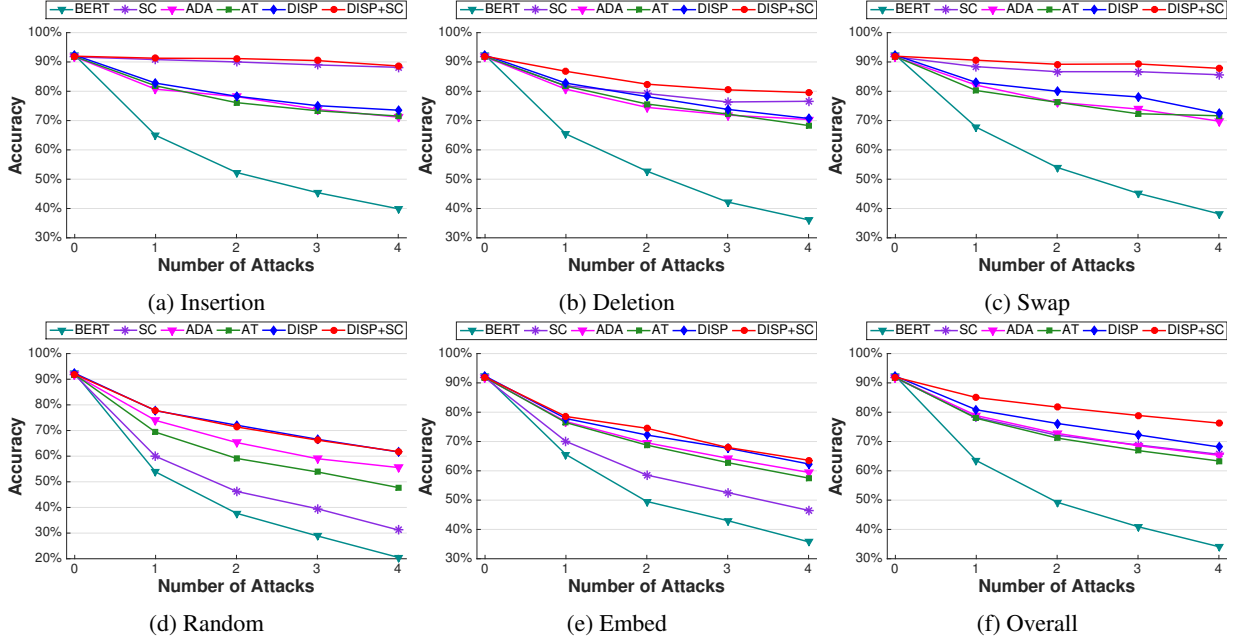 BERT SC ADA AT DISP DISP+SC
100%
90%
80%
70%
60%
50%
40%
30%
Accuracy
0 1 2 3 4
Number of Attacks
(a) Insertion
BERT SC ADA AT DISP DISP+SC
100%
90%
80%
70%
60%
50%
40%
30%
Accuracy
0 1 2 3 4
Number of Attacks
(b) Deletion
BERT SC ADA AT DISP DISP+SC
100%
90%
80%
70%
60%
50%
40%
30%
Accuracy
0 1 2 3 4
Number of Attacks
(c) Swap
BERT SC ADA AT DISP DISP+SC
100%
90%
80%
70%
60%
50%
40%
30%
20%
Accuracy
0 1 2 3 4
Number of Attacks
(d) Random
BERT SC ADA AT DISP DISP+SC
100%
90%
80%
70%
60%
50%
40%
30%
Accuracy
0 1 2 3 4
Number of Attacks
(e) Embed
BERT SC ADA AT DISP DISP+SC
100%
90%
80%
70%
60%
50%
40%
30%
Accuracy
0 1 2 3 4
Number of Attacks
(f) Overall